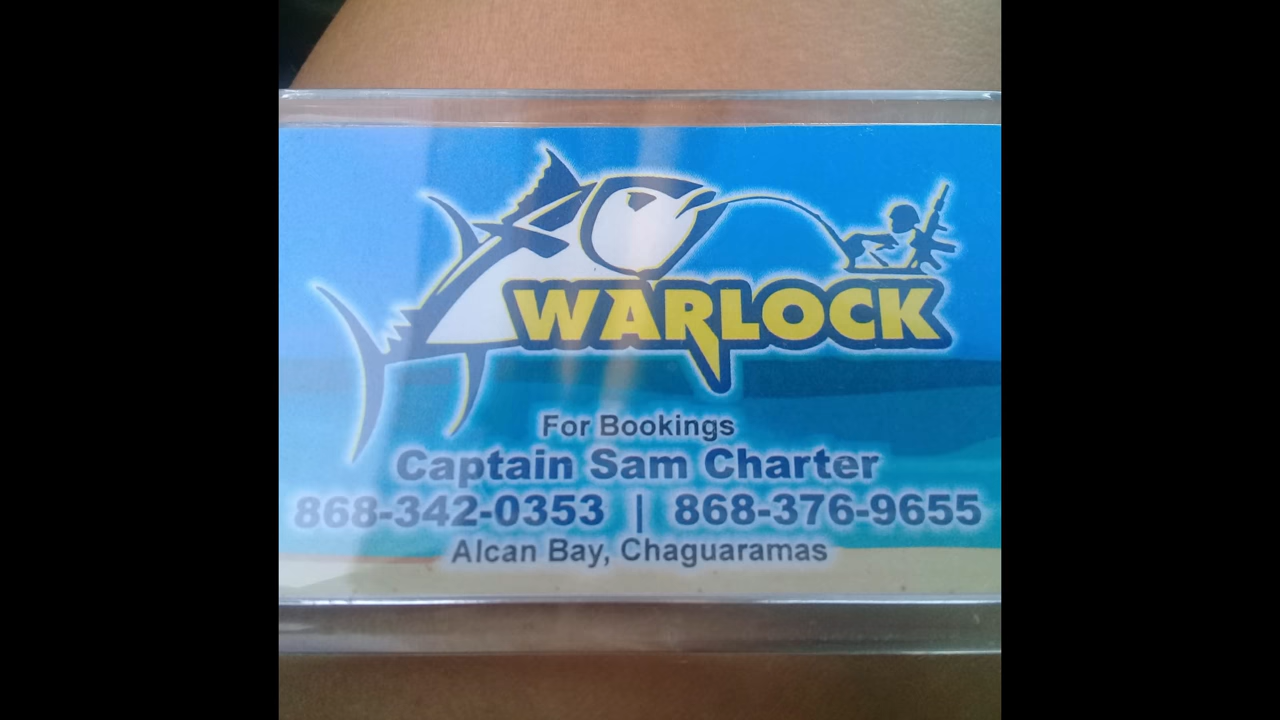 WARLOCK
For Bookings
Captain Sam Charter
868-342-0353 | 868-376-9655
Alcan Bay, Chaguaramas